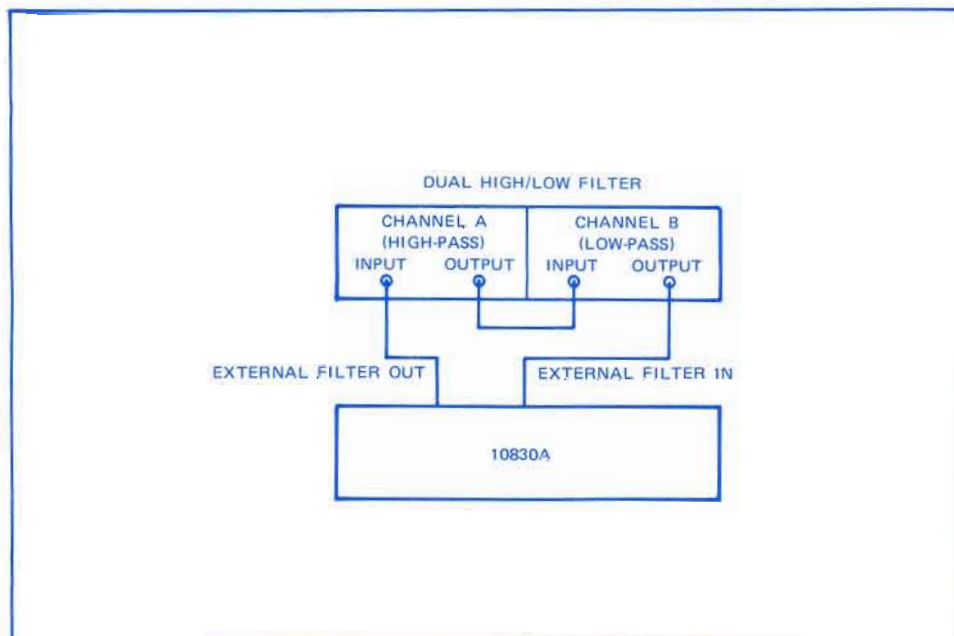 DUAL HIGH/LOW FILTER
CHANNEL A
(HIGH-PASS)
INPUT OUTPUT
CHANNEL B
(LOW-PASS)
INPUT OUTPUT
EXTERNAL FILTER OUT
EXTERNAL FILTER IN
10830A